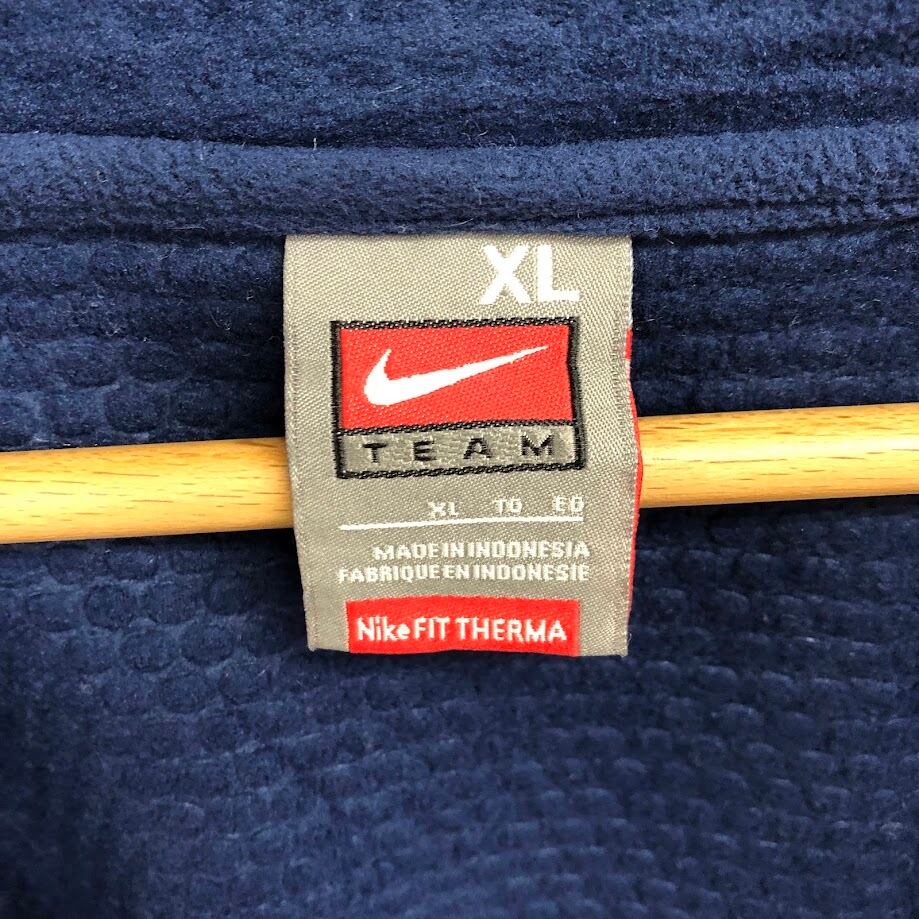 XL
TEAM
XL TG EG
MADE IN INDONESIA
FABRIQUE EN INDONESIE
Nike FIT THERMA